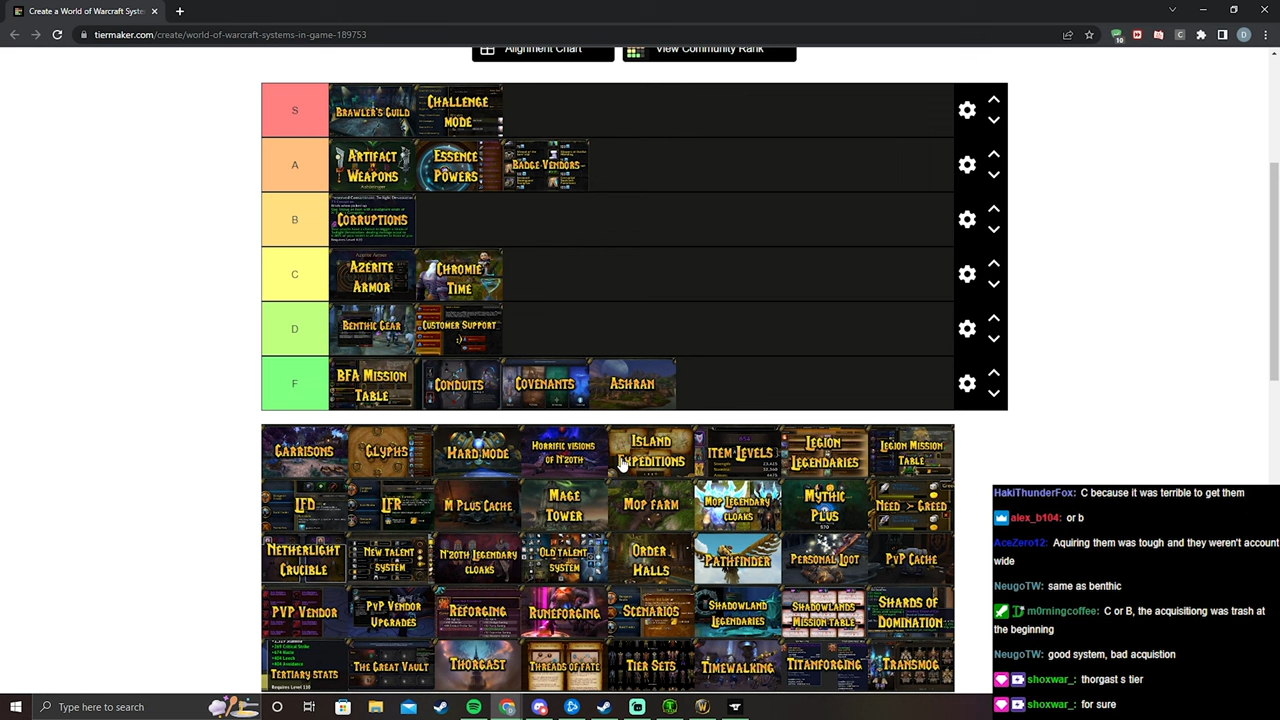 Create a World of Warcraft Syste
tiermaker.com/create/world-of-warcraft-systems-in-game-189753
10
D
Alignment Chart
View Community Rank
S
BRAWLER'S GUILD
CHALLENGE
MODE
A
ARTIFACT
WEAPONS
Ashbringer
ESSENCE
POWERS
BADGE VENDORS
B
CORRUPTIONS
C
AZERITE
ARMOR
CHROMIE
TIME
D
BENTHIC GEAR
CUSTOMER SUPPORT
:)
F
BFA MISSION
TABLE
CONDUITS
COVENANTS
ASHRAN
GARRISONS
GLYPHS
HARD MODE
HORRIFIC VISIONS
OF N'ZOTH
ISLAND
EXPEDITIONS
ITEM LEVELS
LEGION
LEGENDARIES
LEGION MISSION
TABLE
LFD
LFR
M PLUS CACHE
MAGE
TOWER
MOP FARM
MOP LEGENDARY
CLOAKS
MYTHIC
PLUS
NEED - GREED
NETHERLIGHT
CRUCIBLE
NEW TALENT
SYSTEM
N'ZOTH LEGENDARY
CLOAKS
OLD TALENT
SYSTEM
ORDER
HALLS
PATHFINDER
PERSONAL LOOT
PVP CACHE
PVP VENDOR
PVP VENDOR
UPGRADES
REFORGING
RUNEFORGING
SCENARIOS
SHADOWLAND
LEGENDARIES
SHADOWLANDS
MISSION TABLE
SHARDS OF
DOMINATION
TERTIARY STATS
Requires Level 130
THE GREAT VAULT
THORGAST
THREADS OF FATE
TIER SETS
TIMEWALKING
TITANFORGING
TRANSMOG
HakiThunderFox: C because it was terrible to get them
alex_b104: or b
AceZero12: Aquiring them was tough and they weren't account
wide
NeugoTW: same as benthic
m0rningcoffee: C or B, the acquisitiong was trash at
the beginning
NeugoTW: good system, bad acquistion
shoxwar_: thorgast s tier
shoxwar_: for sure
Type here to search